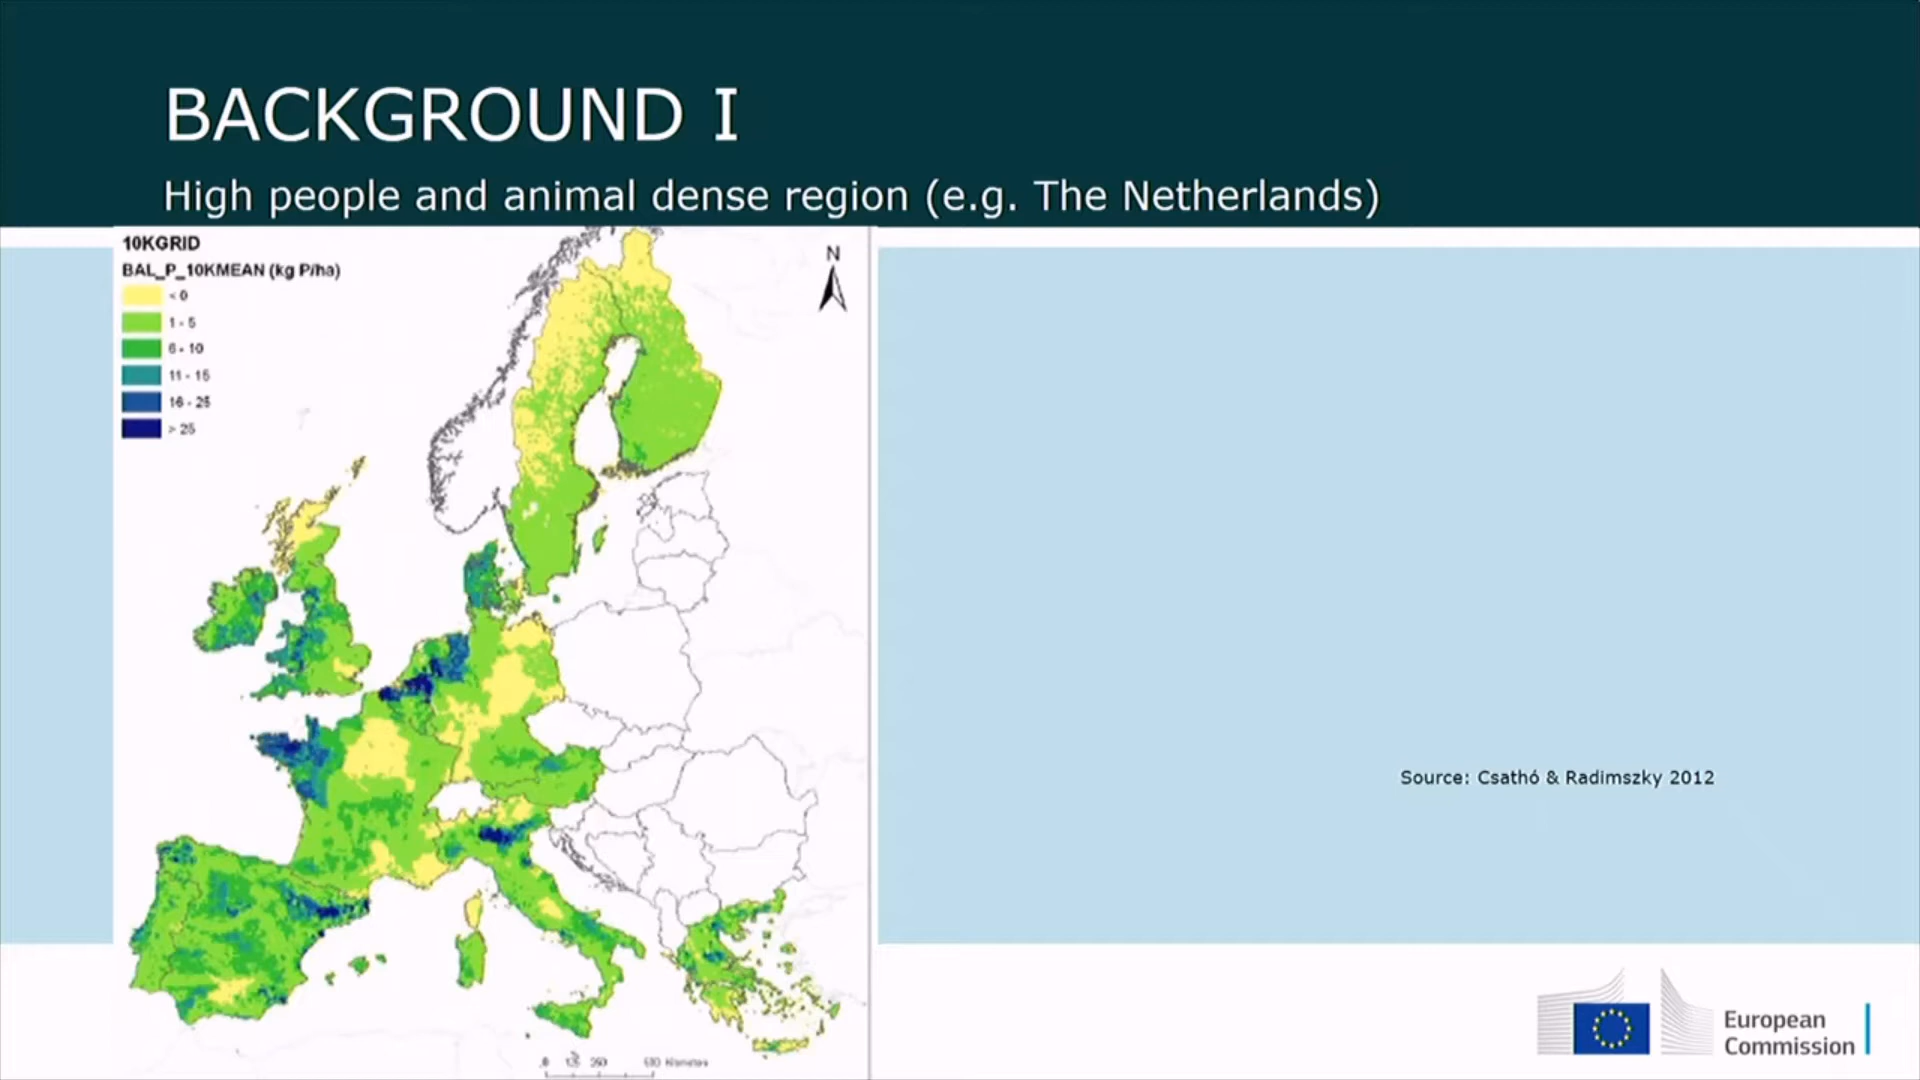 BACKGROUND I
High people and animal dense region (e.g. The Netherlands)
10KGRID
BAL_P_10KMEAN (kg P/ha)
< 0
1 - 5
6 - 10
11 - 15
16 - 25
> 25
N
Source: Csathó & Radimszky 2012
European
Commission